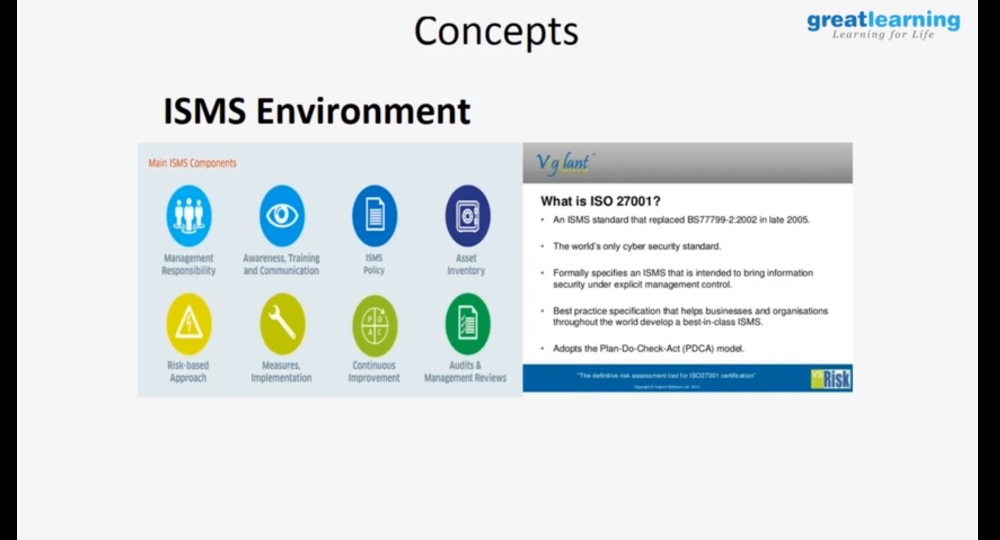 Concepts
greatlearning
Learning for Life
ISMS Environment
Main ISMS Components
Management
Responsibility
Awareness, Training
and Communication
ISMS
Policy
Asset
Inventory
Risk-based
Approach
Measures,
Implementation
P D
A C
Continuous
Improvement
Audits &
Management Reviews
Vigilant
What is ISO 27001?
• An ISMS standard that replaced BS77799-2:2002 in late 2005.
• The world's only cyber security standard.
• Formally specifies an ISMS that is intended to bring information
security under explicit management control.
• Best practice specification that helps businesses and organisations
throughout the world develop a best-in-class ISMS.
• Adopts the Plan-Do-Check-Act (PDCA) model.
"The definitive risk assessment tool for ISO27001 certification"
VS Risk